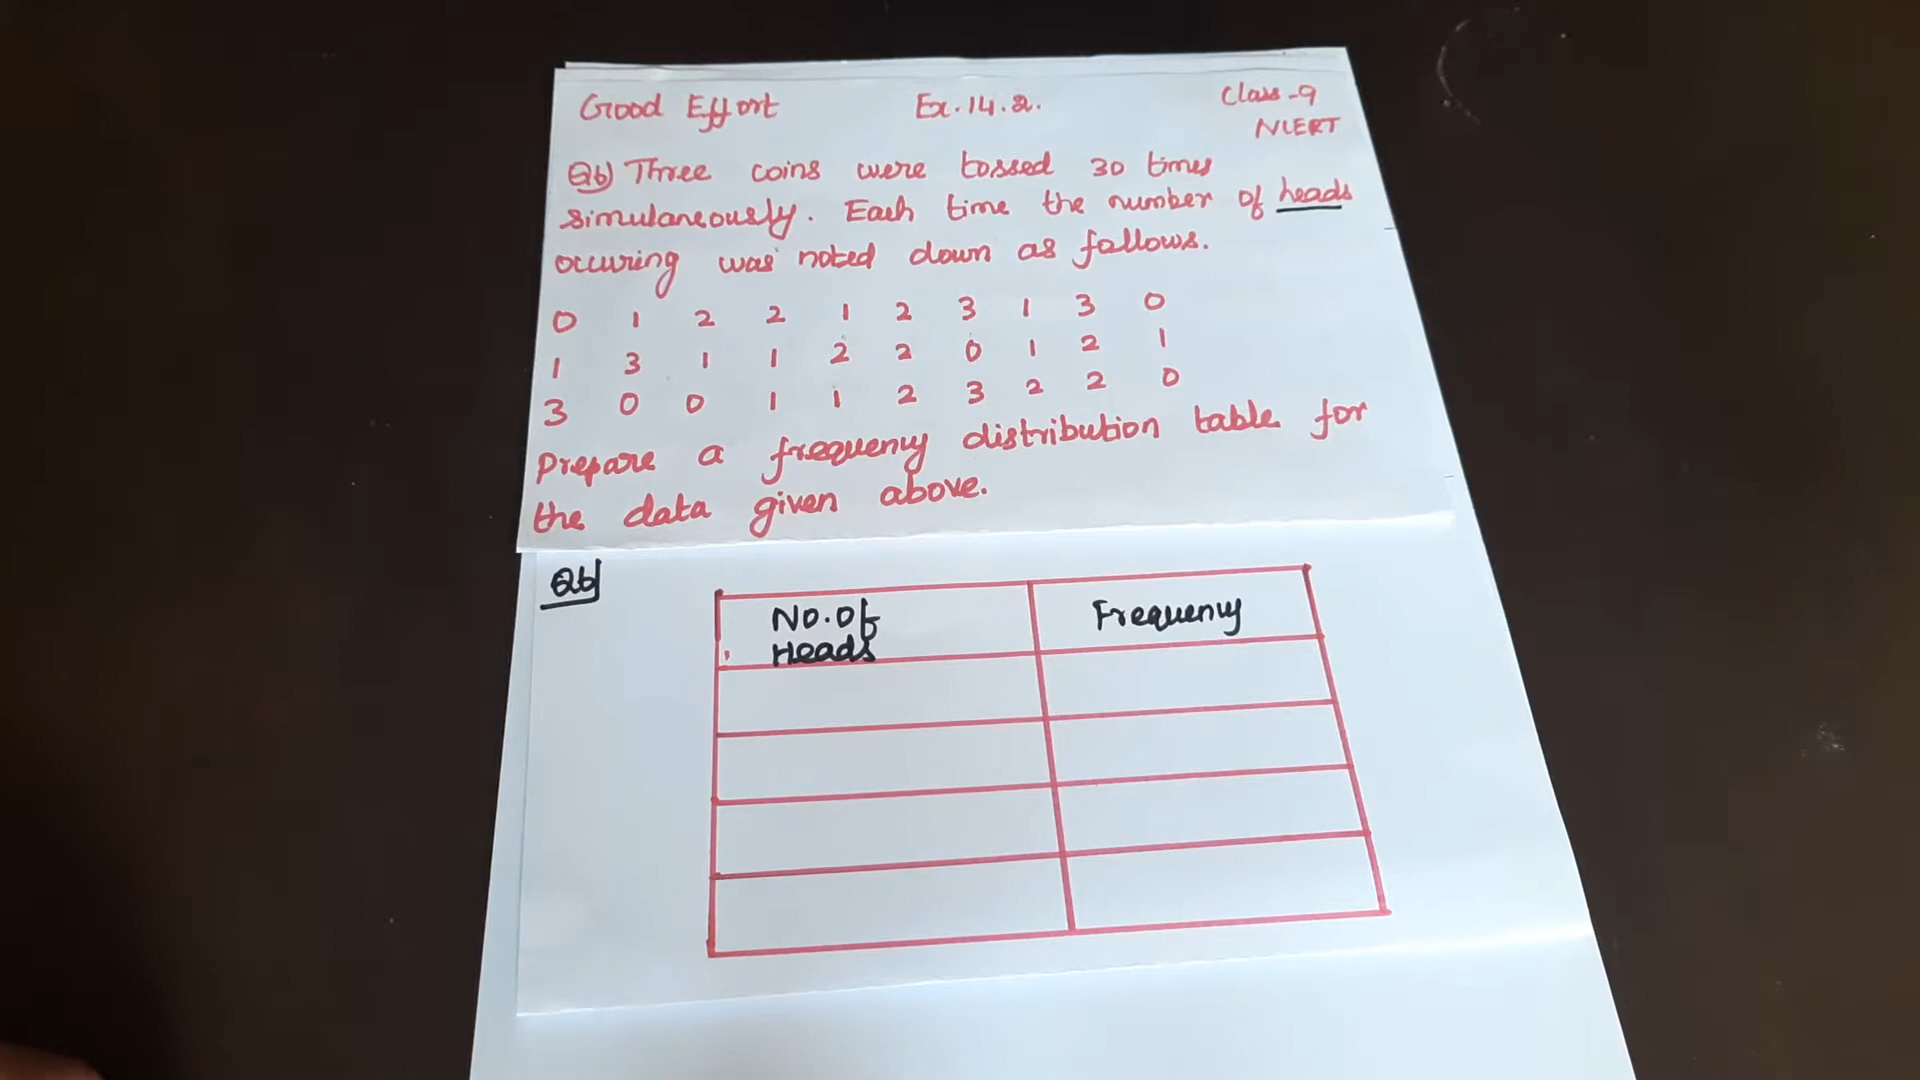 Good Effort Ex.14.2. Class-9
NCERT
Q6) Three coins were tossed 30 times
simulaneously. Each time the number of heads
occuring was noted down as follows.
0 1 2 2 1 2 3 1 3 0
1 3 1 1 2 2 0 1 2 1
3 0 0 1 1 2 3 2 2 0
Prepare a frequency distribution table for
the data given above.
Q6)
No. Of Frequency
Heads